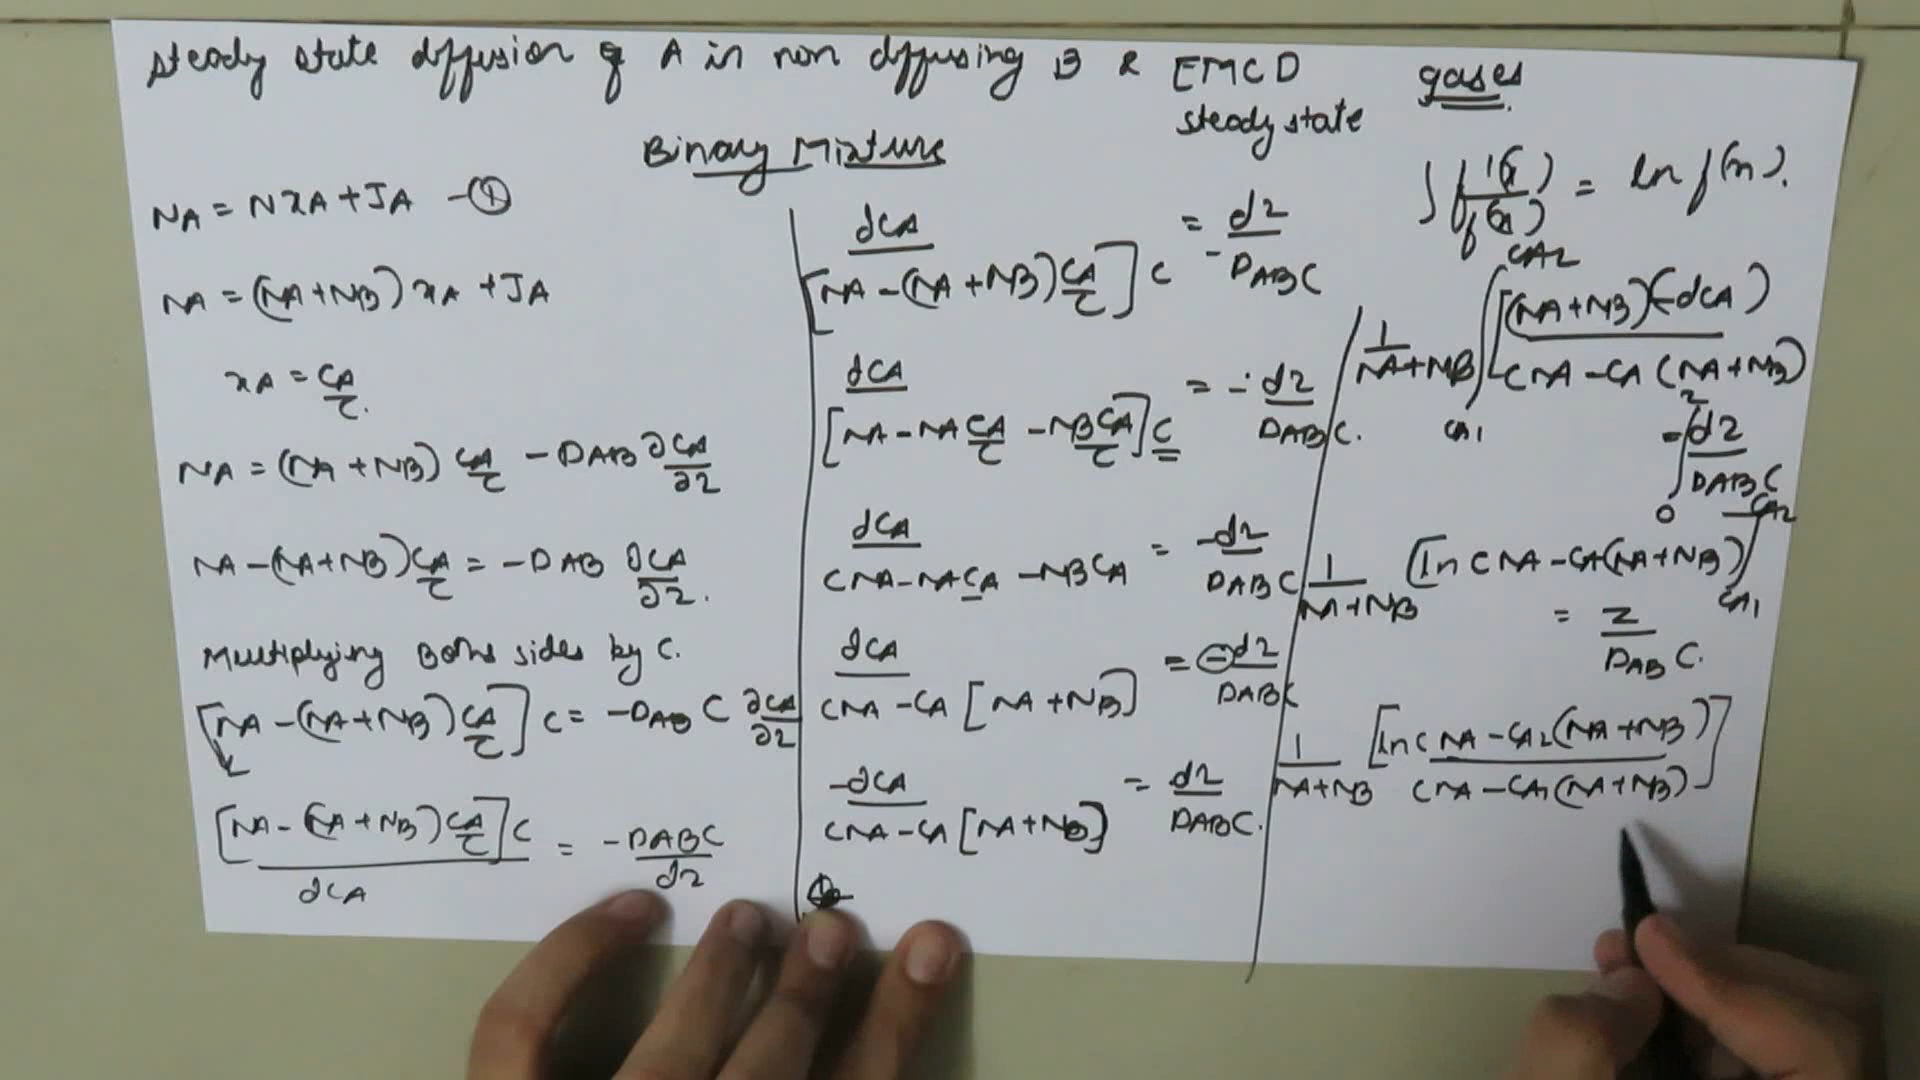 steady state diffusion of A in non diffusing B & EMCD gases
steady state
Binary Mixture
NA = N xA + JA - ①
NA = (NA+NB) xA + JA
xA = CA/C.
NA = (NA+NB) CA/C - DAB ∂CA/∂z
NA - (NA+NB) CA/C = -DAB ∂CA/∂z.
Multiplying Both sides by C.
[NA - (NA+NB) CA/C] C = -DAB C ∂CA/∂z
[NA - (NA+NB) CA/C] C / dCA = -DABC/dz
dCA / [NA - (NA+NB) CA/C] C = dz / -DABC
dCA / [NA - NA CA/C - NB CA/C] C = - dz / DABC.
dCA / CNA - NACA - NBCA = -dz / DABC
dCA / CNA - CA [NA+NB] = -dz / DABC
-dCA / CNA - CA [NA+NB] = dz / DABC.
∫ f'(x)/f(x) = ln f(x).
1/NA+NB ∫CA1 CA2 [(NA+NB)(-dCA) / CNA - CA (NA+NB)
= ∫0 z dz / DABC
1/NA+NB [ln CNA - CA(NA+NB)] CA1 CA2
= Z / DAB C.
1/NA+NB [ln CNA - CA2(NA+NB) / CNA - CA1(NA+NB)]